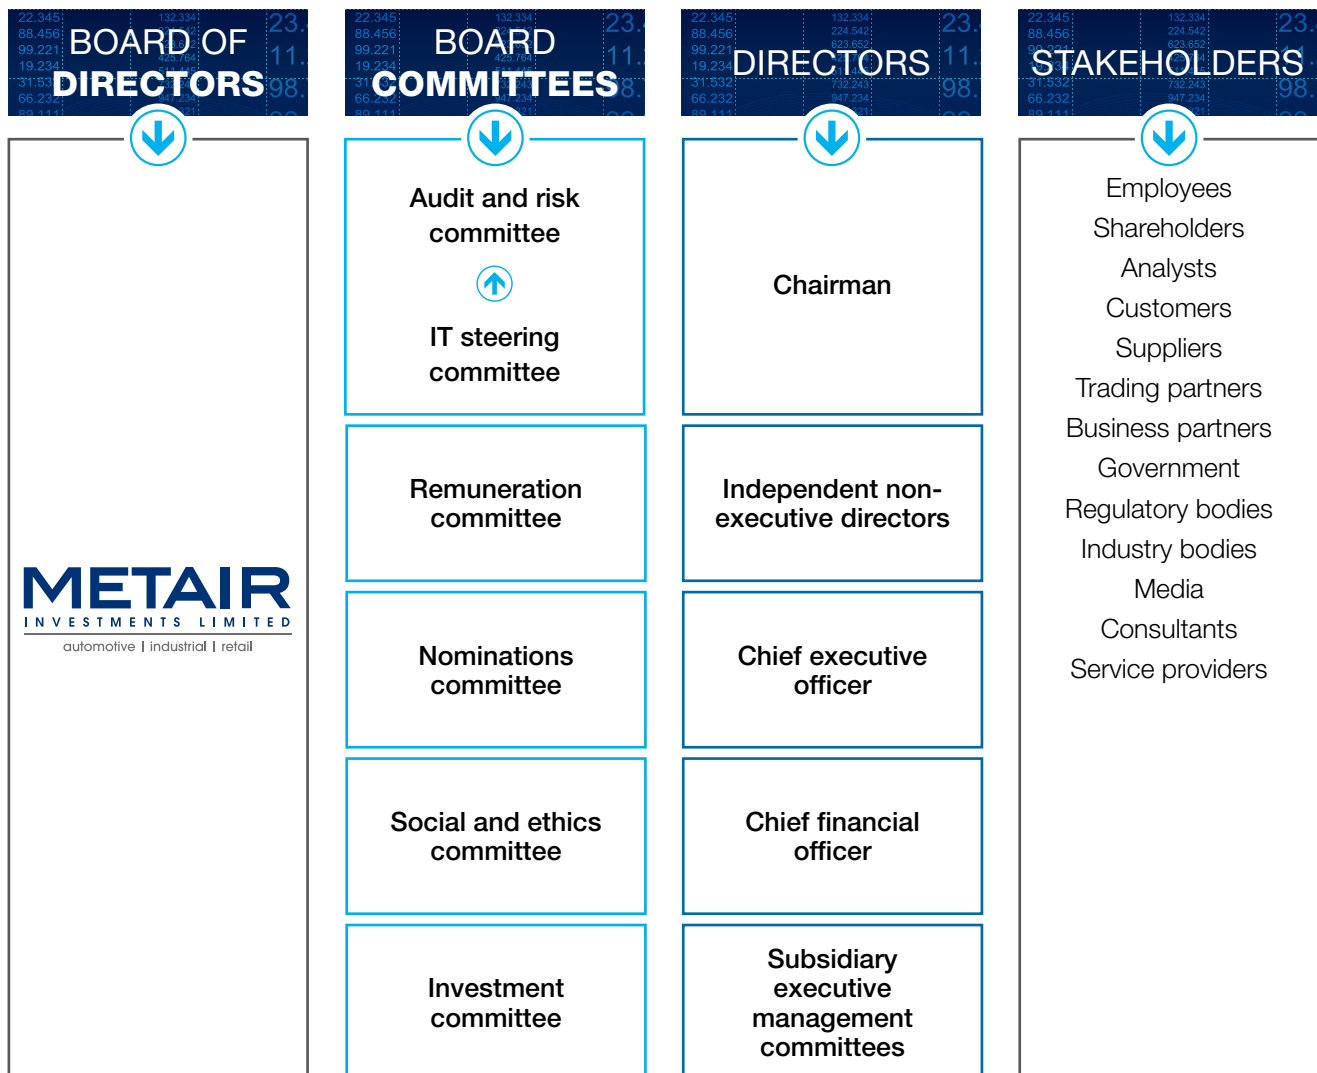 BOARD OF
DIRECTORS
METAIR
INVESTMENTS LIMITED
automotive | industrial | retail
BOARD
COMMITTEES
Audit and risk
committee
IT steering
committee
Remuneration
committee
Nominations
committee
Social and ethics
committee
Investment
committee
DIRECTORS
Chairman
Independent non-
executive directors
Chief executive
officer
Chief financial
officer
Subsidiary
executive
management
committees
STAKEHOLDERS
Employees
Shareholders
Analysts
Customers
Suppliers
Trading partners
Business partners
Government
Regulatory bodies
Industry bodies
Media
Consultants
Service providers